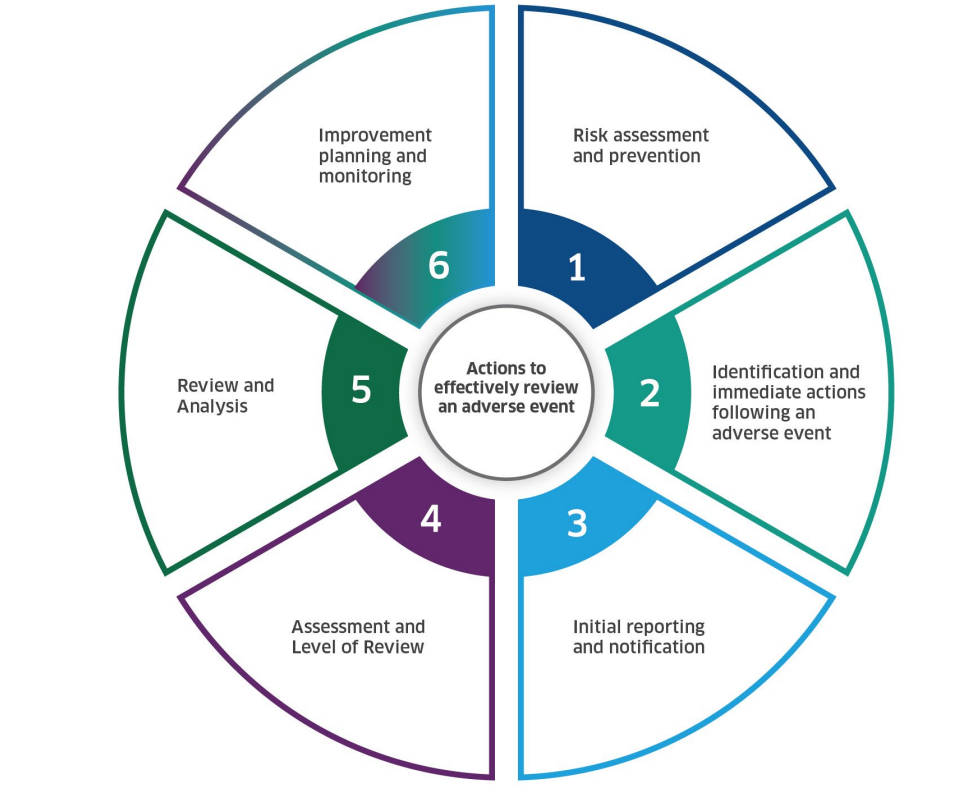 Risk assessment
and prevention
1
Identification and
immediate actions
following an
adverse event
2
Initial reporting
and notification
3
Assessment and
Level of Review
4
Review and
Analysis
5
Improvement
planning and
monitoring
6
Actions to
effectively review
an adverse event